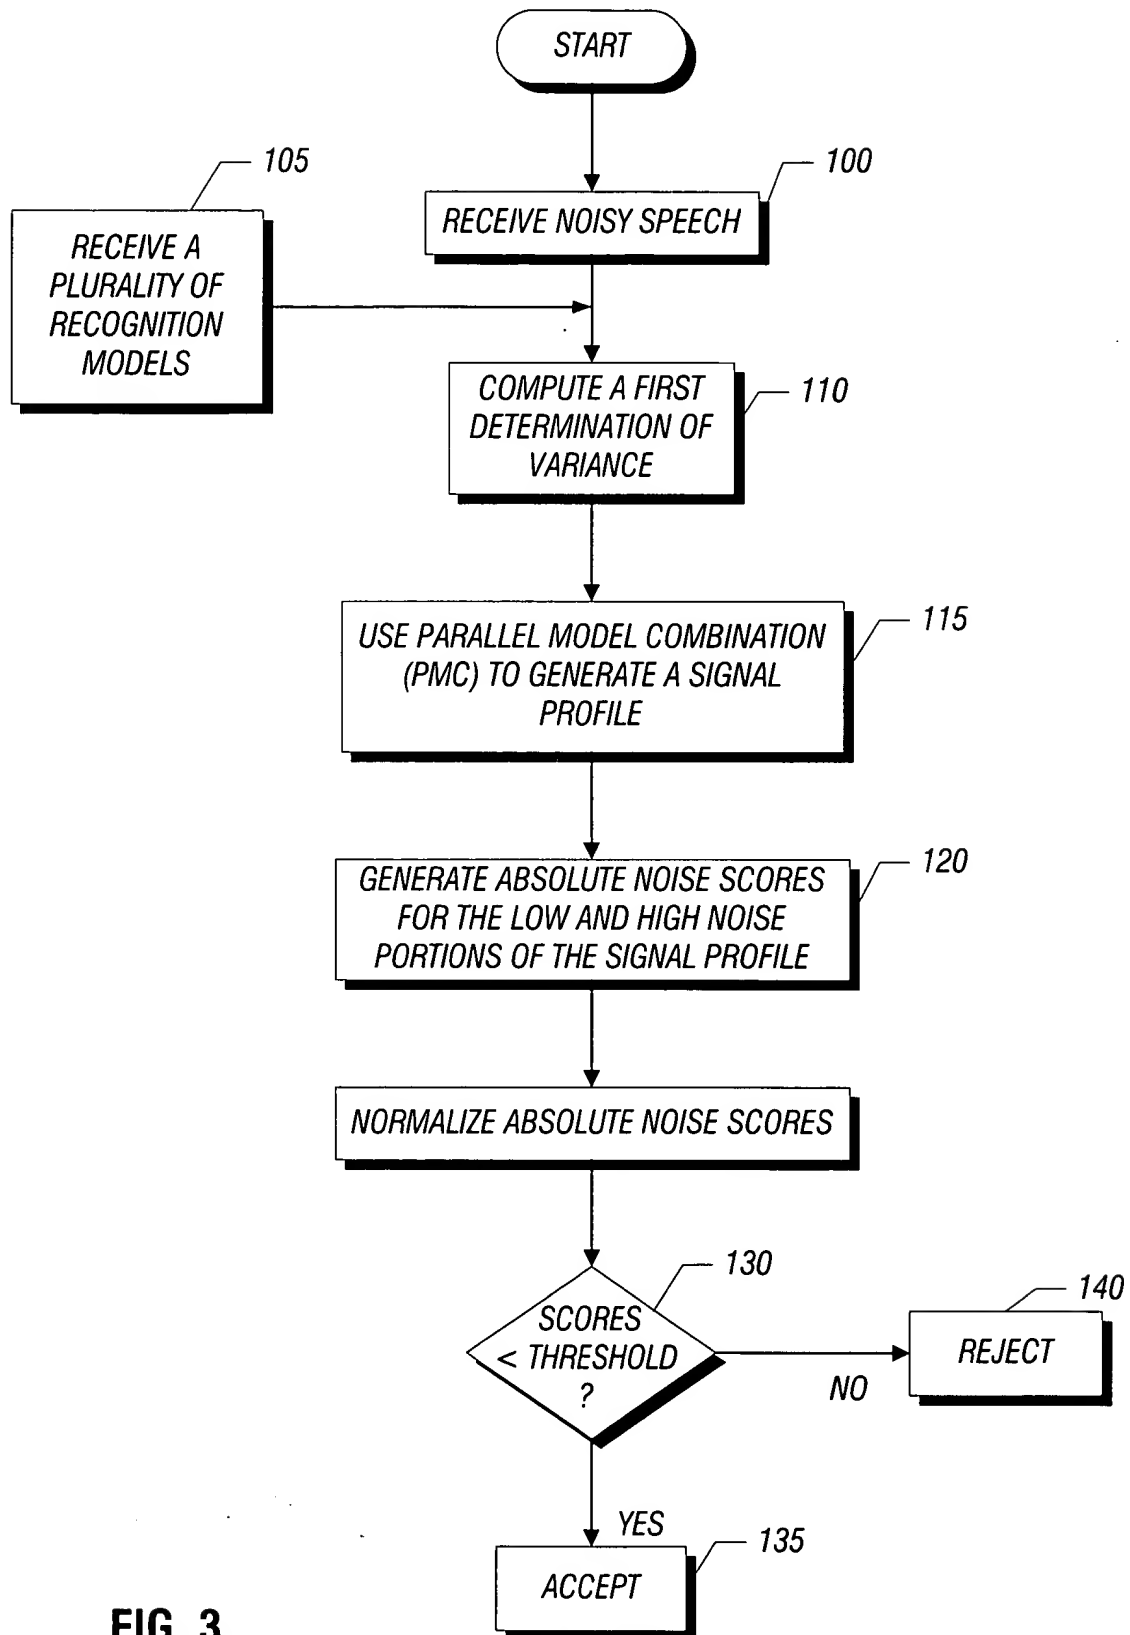 START
105
100
RECEIVE NOISY SPEECH
RECEIVE A
PLURALITY OF
RECOGNITION
MODELS
COMPUTE A FIRST
DETERMINATION OF
VARIANCE
110
USE PARALLEL MODEL COMBINATION
(PMC) TO GENERATE A SIGNAL
PROFILE
115
GENERATE ABSOLUTE NOISE SCORES
FOR THE LOW AND HIGH NOISE
PORTIONS OF THE SIGNAL PROFILE
120
NORMALIZE ABSOLUTE NOISE SCORES
130
SCORES
< THRESHOLD
?
NO
140
REJECT
YES
135
ACCEPT
FIG. 3